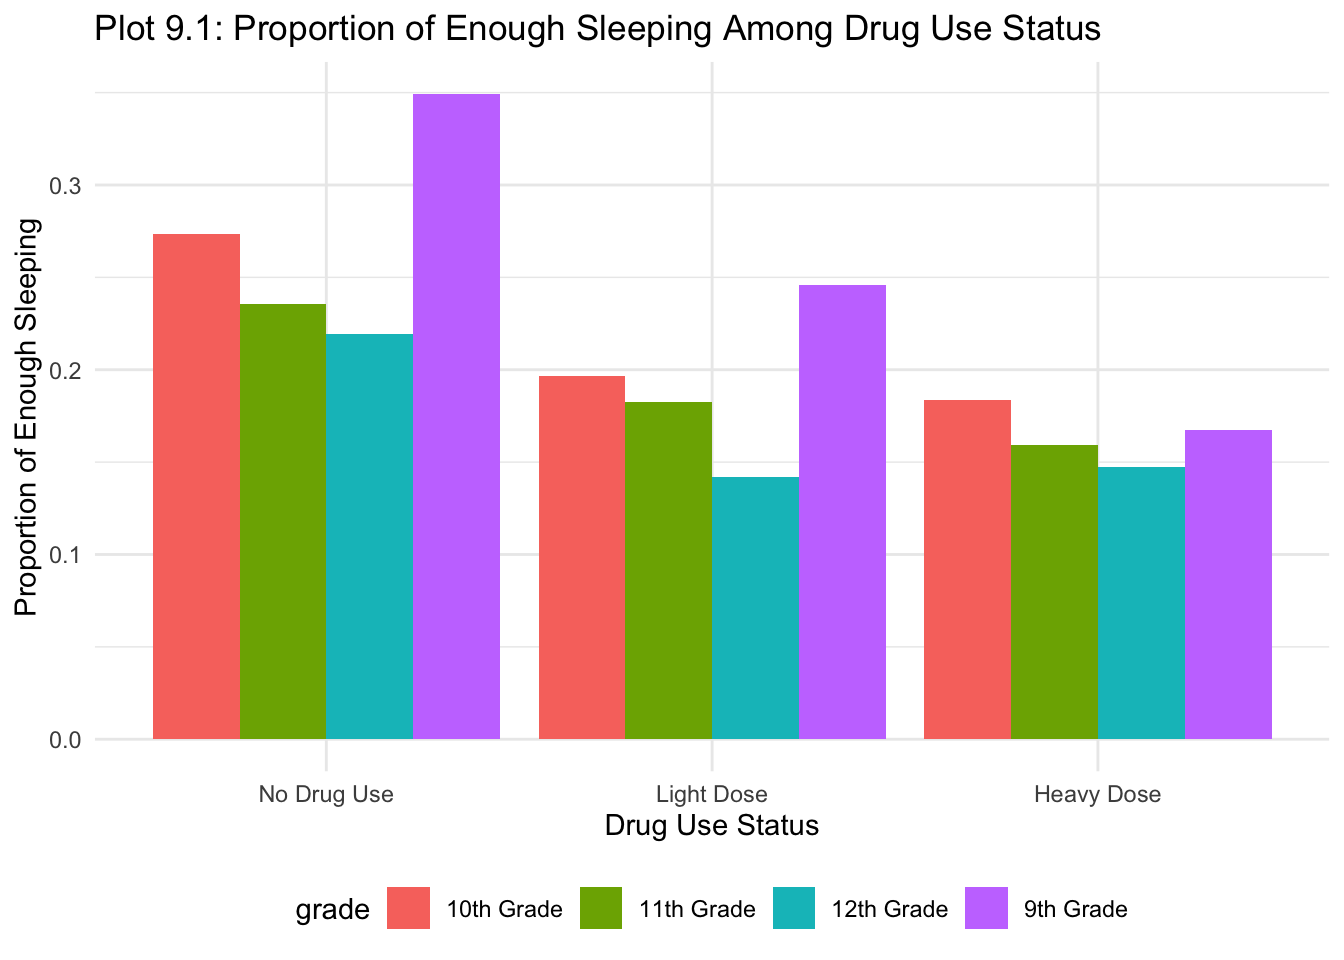 Plot 9.1: Proportion of Enough Sleeping Among Drug Use Status
Proportion of Enough Sleeping
0.3
0.2
0.1
0.0
No Drug Use Light Dose Heavy Dose
Drug Use Status
grade 10th Grade 11th Grade 12th Grade 9th Grade